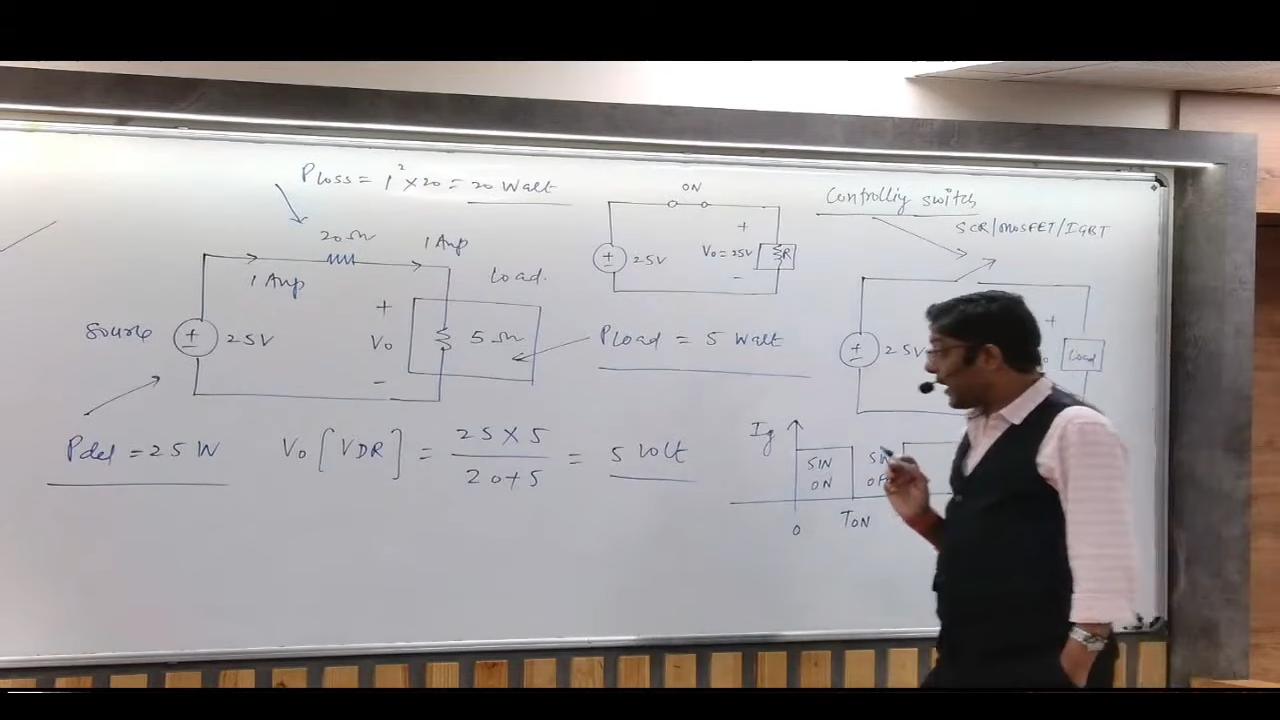 PLoss = 1² × 20 = 20 Watt
20 Ω
1 Amp
1 Amp
Load.
Source
+
-
25V
+
Vo
-
5 Ω
PLoad = 5 Watt
Pdel = 25 W
Vo [VDR] = 25 × 5 / 20 + 5 = 5 Volt
ON
+
-
25V
+
Vo = 25V
-
R
Controlliy switch
SCR/MOSFET/IGBT
+
-
25V
+
Load
Ig
S1N
ON
0
TON